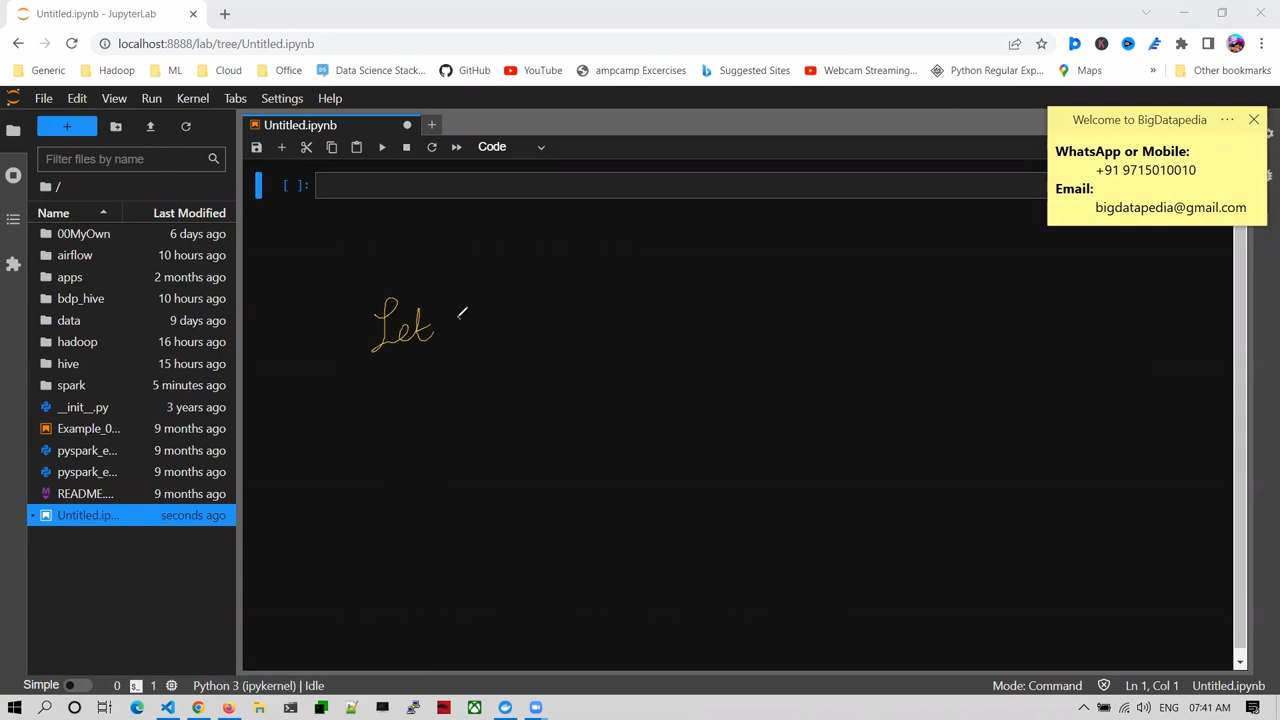 Untitled.ipynb - JupyterLab
localhost:8888/lab/tree/Untitled.ipynb
Generic Hadoop ML Cloud Office Data Science Stack... GitHub YouTube ampcamp Excercises Suggested Sites Webcam Streaming... Python Regular Exp... Maps » Other bookmarks
File Edit View Run Kernel Tabs Settings Help
Untitled.ipynb
Code
Filter files by name
/
Name Last Modified
00MyOwn 6 days ago
airflow 10 hours ago
apps 2 months ago
bdp_hive 10 hours ago
data 9 days ago
hadoop 16 hours ago
hive 15 hours ago
spark 5 minutes ago
__init__.py 3 years ago
Example_0... 9 months ago
pyspark_e... 9 months ago
pyspark_e... 9 months ago
README.... 9 months ago
Untitled.ip... seconds ago
[ ]:
Let
Welcome to BigDatapedia ...
WhatsApp or Mobile:
+91 9715010010
Email:
bigdatapedia@gmail.com
Simple 0 1 Python 3 (ipykernel) | Idle Mode: Command Ln 1, Col 1 Untitled.ipynb
ENG 07:41 AM